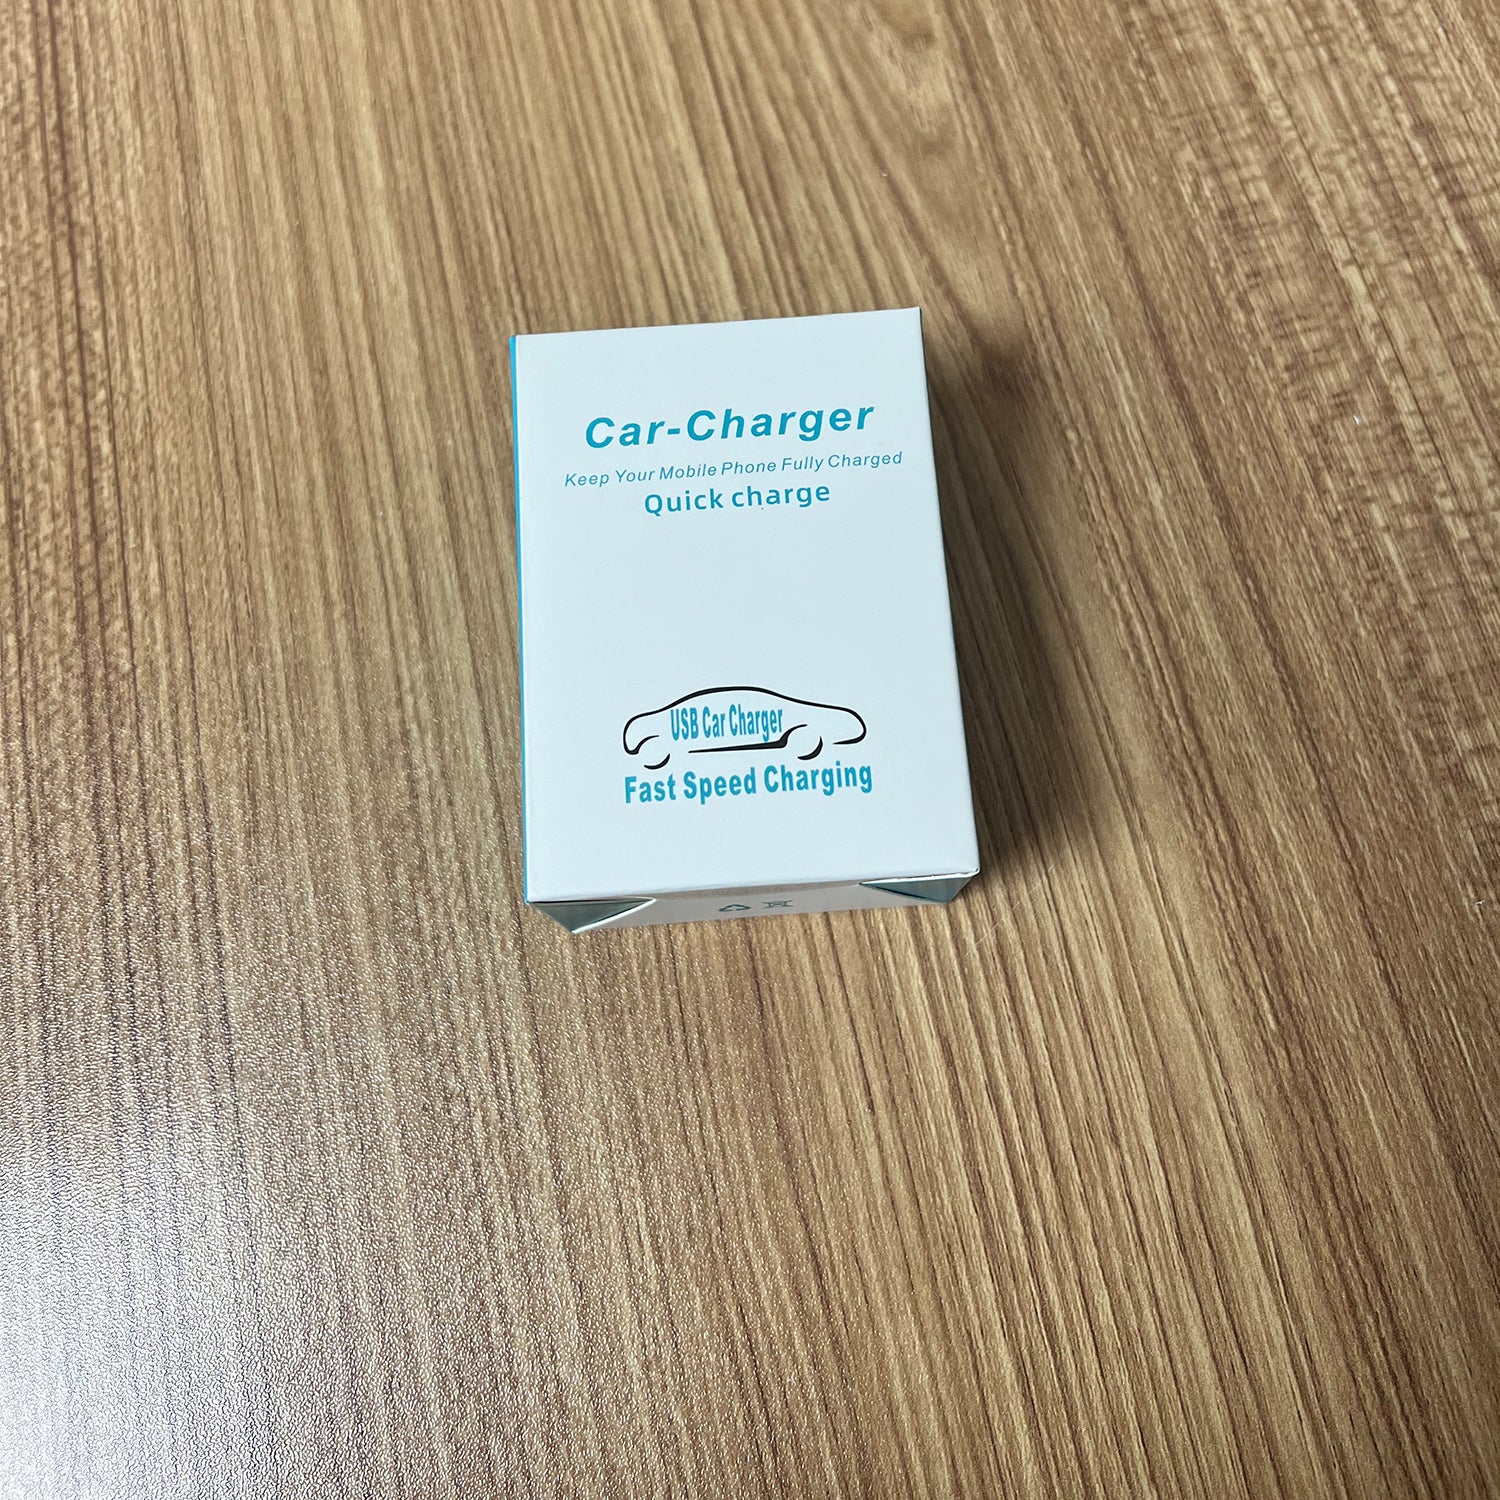 Car-Charger
Keep Your Mobile Phone Fully Charged
Quick charge
USB Car Charger
Fast Speed Charging